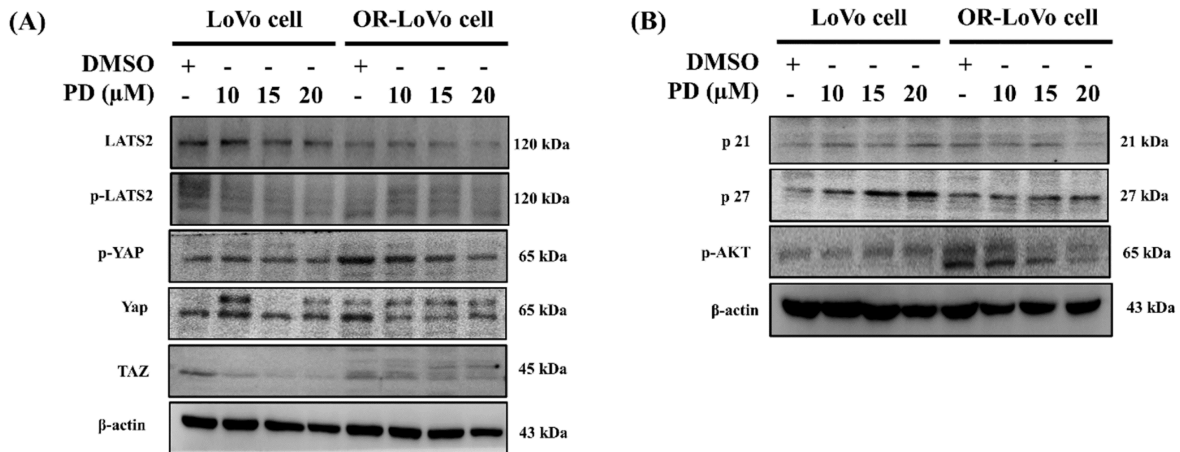 (A)
LoVo cell OR-LoVo cell
DMSO + - - - + - - -
PD (μM) - 10 15 20 - 10 15 20
LATS2 120 kDa
p-LATS2 120 kDa
p-YAP 65 kDa
Yap 65 kDa
TAZ 45 kDa
β-actin 43 kDa
(B)
LoVo cell OR-LoVo cell
DMSO + - - - + - - -
PD (μM) - 10 15 20 - 10 15 20
p 21 21 kDa
p 27 27 kDa
p-AKT 65 kDa
β-actin 43 kDa